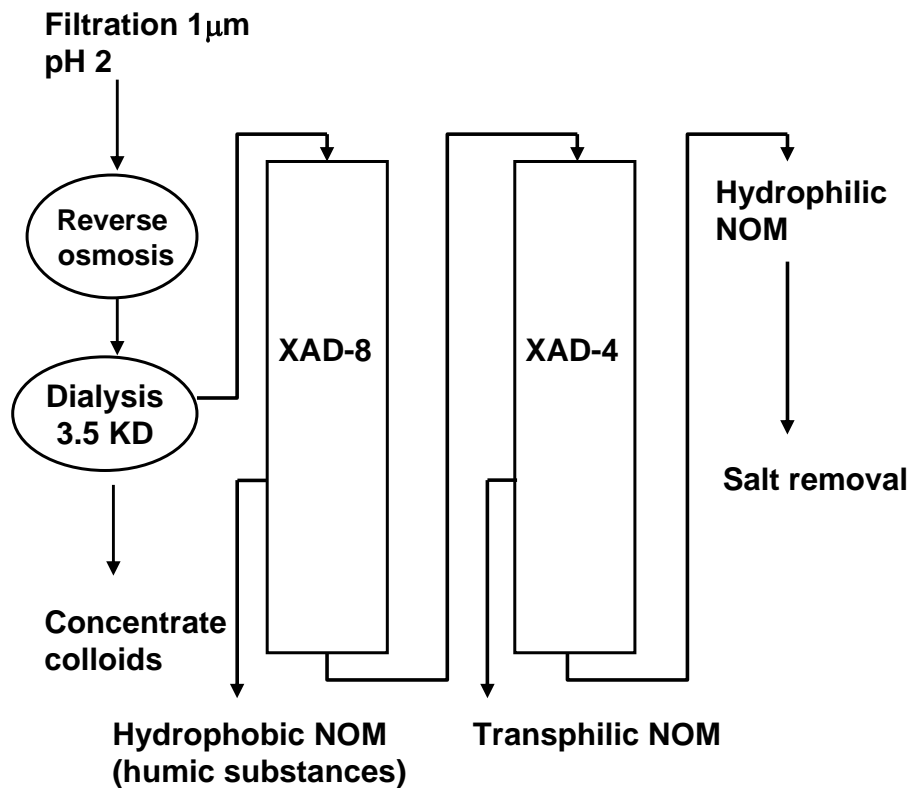 Filtration 1μm
pH 2
Reverse
osmosis
Dialysis
3.5 KD
Concentrate
colloids
XAD-8
Hydrophobic NOM
(humic substances)
XAD-4
Transphilic NOM
Hydrophilic
NOM
Salt removal